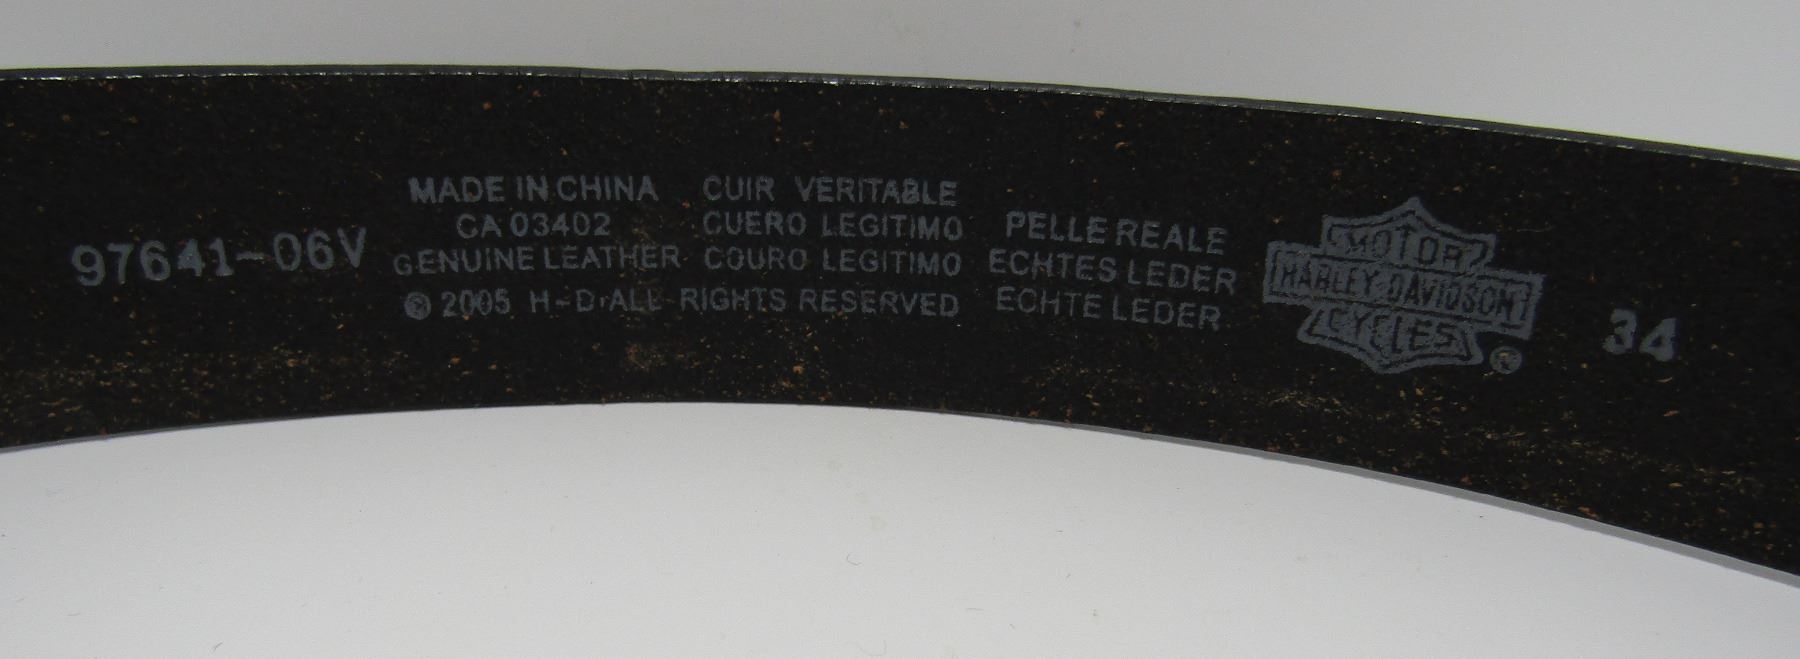 97641-06V
MADE IN CHINA
CA 03402
GENUINE LEATHER
© 2005 H-D, ALL RIGHTS RESERVED
CUIR VERITABLE
CUERO LEGITIMO
COURO LEGITIMO
PELLE REALE
ECHTES LEDER
ECHTE LEDER
MOTOR
HARLEY-DAVIDSON
CYCLES
®
34